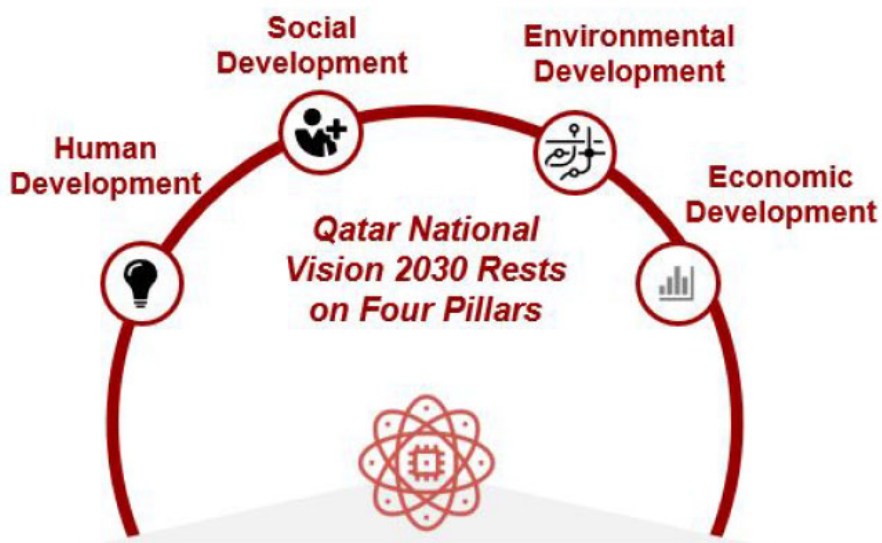 Social
Development
Environmental
Development
Human
Development
Economic
Development
Qatar National
Vision 2030 Rests
on Four Pillars